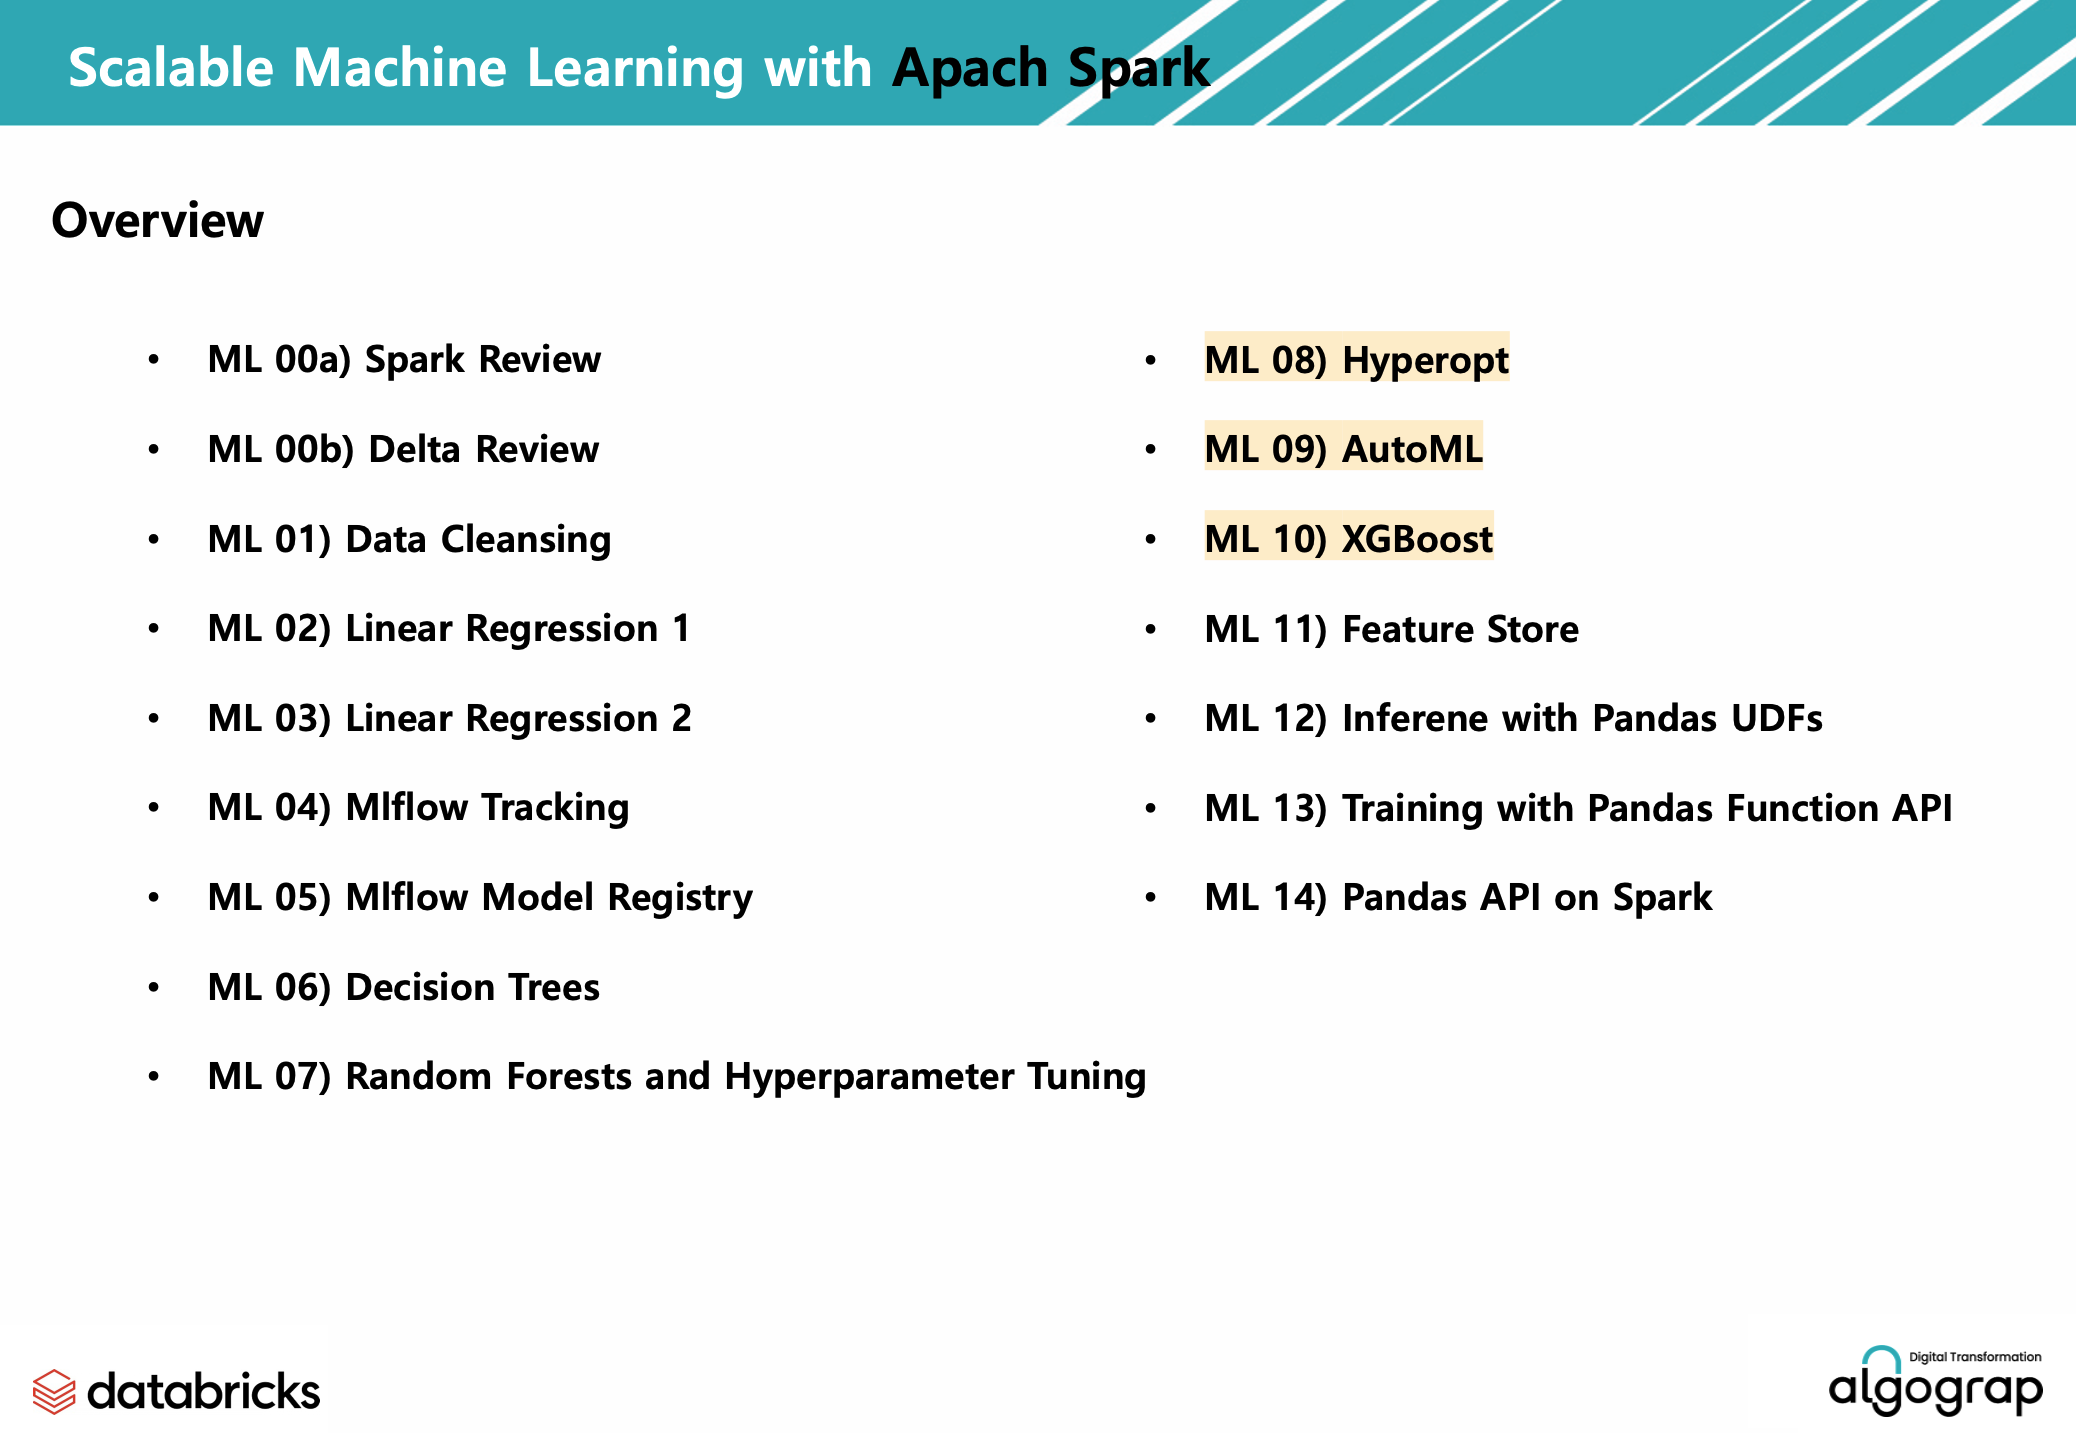 Scalable Machine Learning with Apach Spark
Overview
• ML 00a) Spark Review
• ML 00b) Delta Review
• ML 01) Data Cleansing
• ML 02) Linear Regression 1
• ML 03) Linear Regression 2
• ML 04) Mlflow Tracking
• ML 05) Mlflow Model Registry
• ML 06) Decision Trees
• ML 07) Random Forests and Hyperparameter Tuning
• ML 08) Hyperopt
• ML 09) AutoML
• ML 10) XGBoost
• ML 11) Feature Store
• ML 12) Inferene with Pandas UDFs
• ML 13) Training with Pandas Function API
• ML 14) Pandas API on Spark
databricks
Digital Transformation
algograp